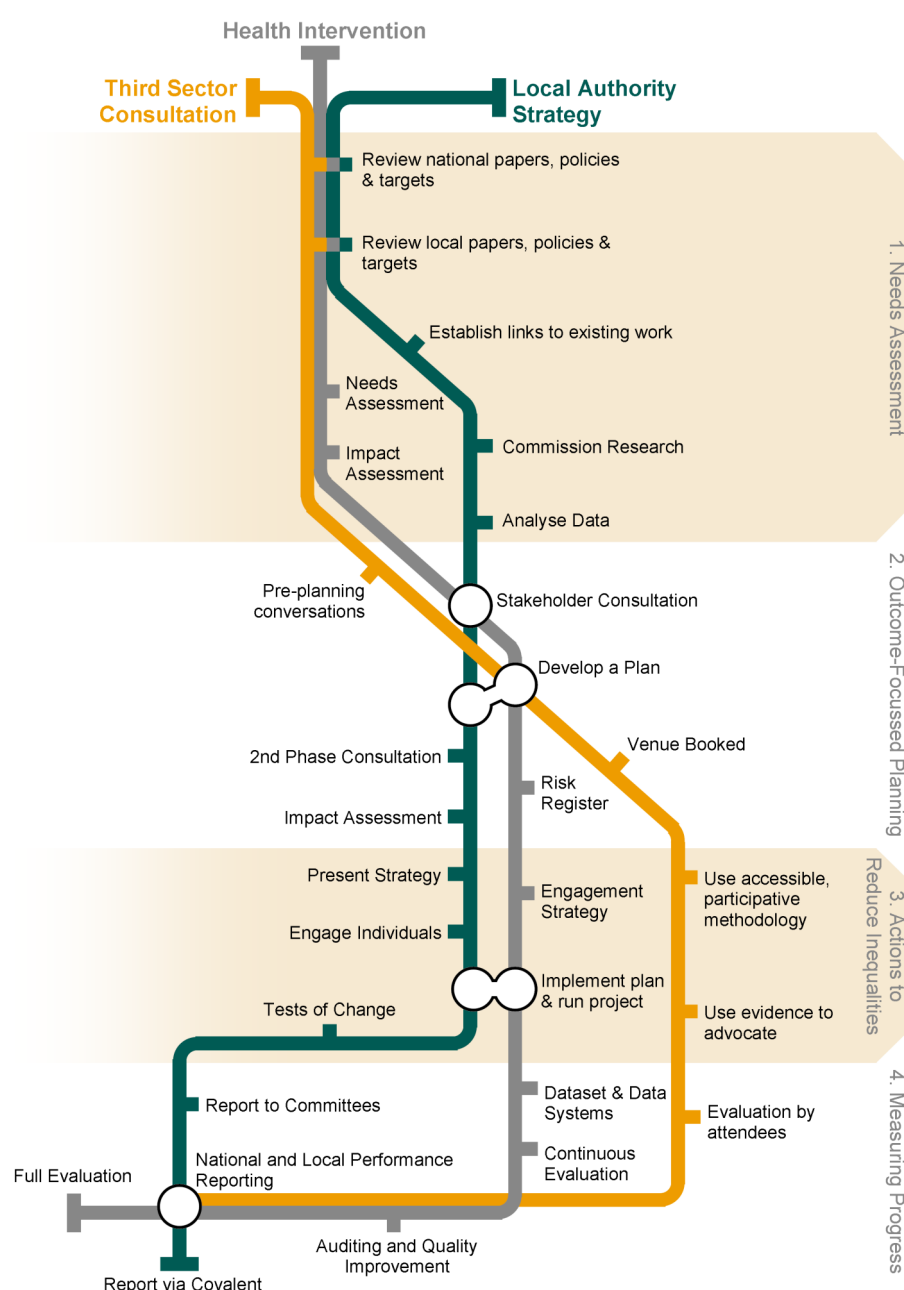 Health Intervention
Third Sector
Consultation
Local Authority
Strategy
Review national papers, policies
& targets
Review local papers, policies &
targets
Establish links to existing work
Needs
Assessment
Commission Research
Impact
Assessment
Analyse Data
1. Needs Assessment
Pre-planning
conversations
Stakeholder Consultation
Develop a Plan
Venue Booked
2nd Phase Consultation
Risk
Register
Impact Assessment
2. Outcome-Focussed Planning
Present Strategy
Engagement
Strategy
Use accessible,
participative
methodology
Engage Individuals
Implement plan
& run project
Tests of Change
Use evidence to
advocate
3. Actions to
Reduce Inequalities
Report to Committees
Dataset & Data
Systems
Evaluation by
attendees
National and Local Performance
Reporting
Continuous
Evaluation
Full Evaluation
Auditing and Quality
Improvement
Report via Covalent
4. Measuring Progress